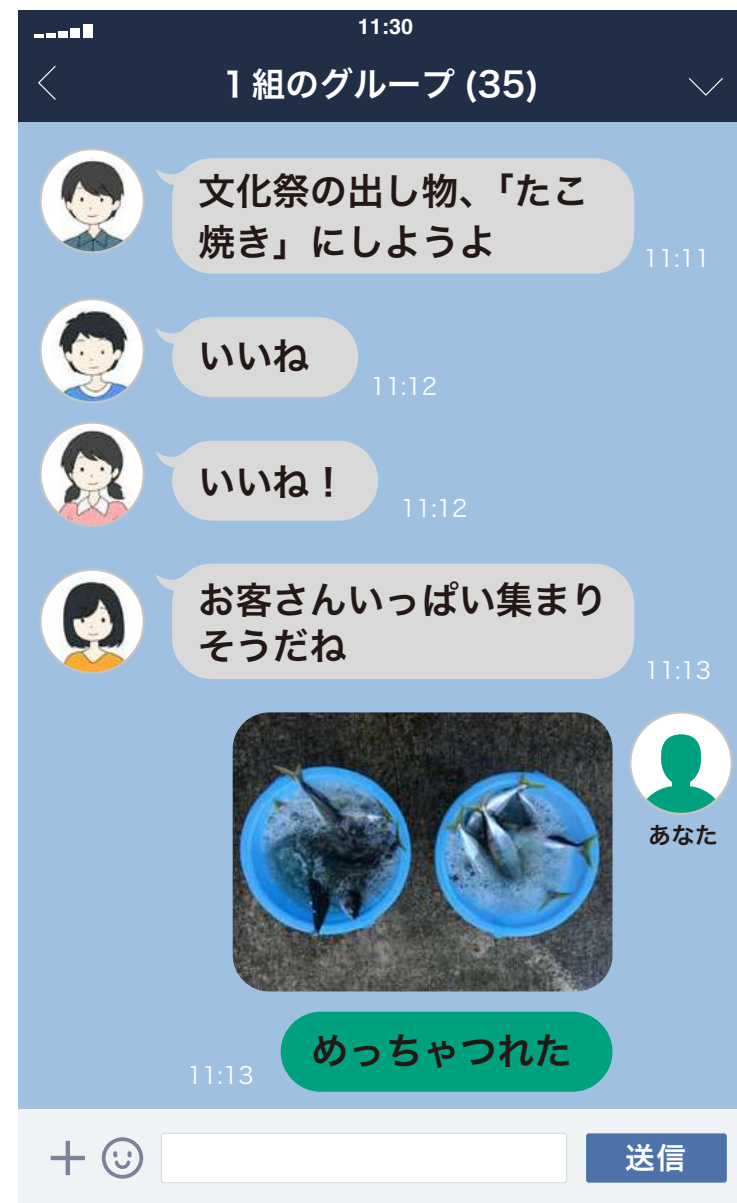 11:30
1組のグループ (35)
文化祭の出し物、「たこ
焼き」にしようよ
11:11
いいね
11:12
いいね！
11:12
お客さんいっぱい集まり
そうだね
11:13
あなた
めっちゃつれた
11:13
送信